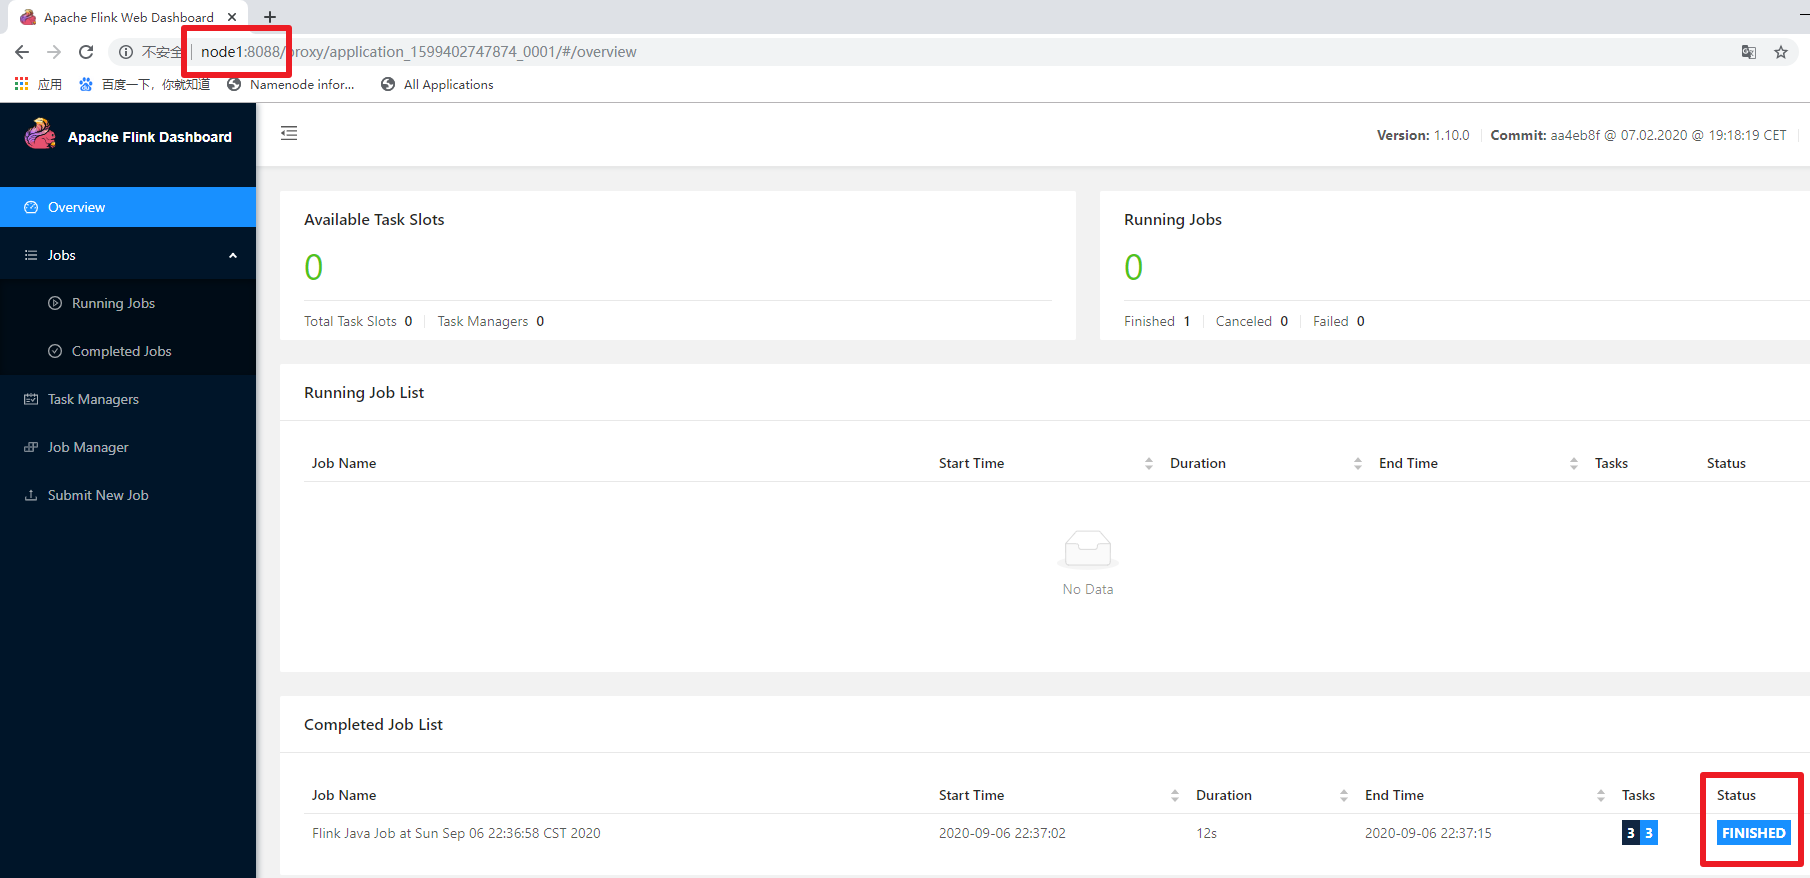 Apache Flink Web Dashboard
不安全 | node1:8088/proxy/application_1599402747874_0001/#/overview
应用 百度一下，你就知道 Namenode infor... All Applications
Apache Flink Dashboard
Version: 1.10.0 Commit: aa4eb8f @ 07.02.2020 @ 19:18:19 CET
Overview
Jobs
Running Jobs
Completed Jobs
Task Managers
Job Manager
Submit New Job
Available Task Slots
0
Total Task Slots 0 Task Managers 0
Running Jobs
0
Finished 1 Canceled 0 Failed 0
Running Job List
Job Name Start Time Duration End Time Tasks Status
No Data
Completed Job List
Job Name Start Time Duration End Time Tasks Status
Flink Java Job at Sun Sep 06 22:36:58 CST 2020 2020-09-06 22:37:02 12s 2020-09-06 22:37:15 3 3 FINISHED